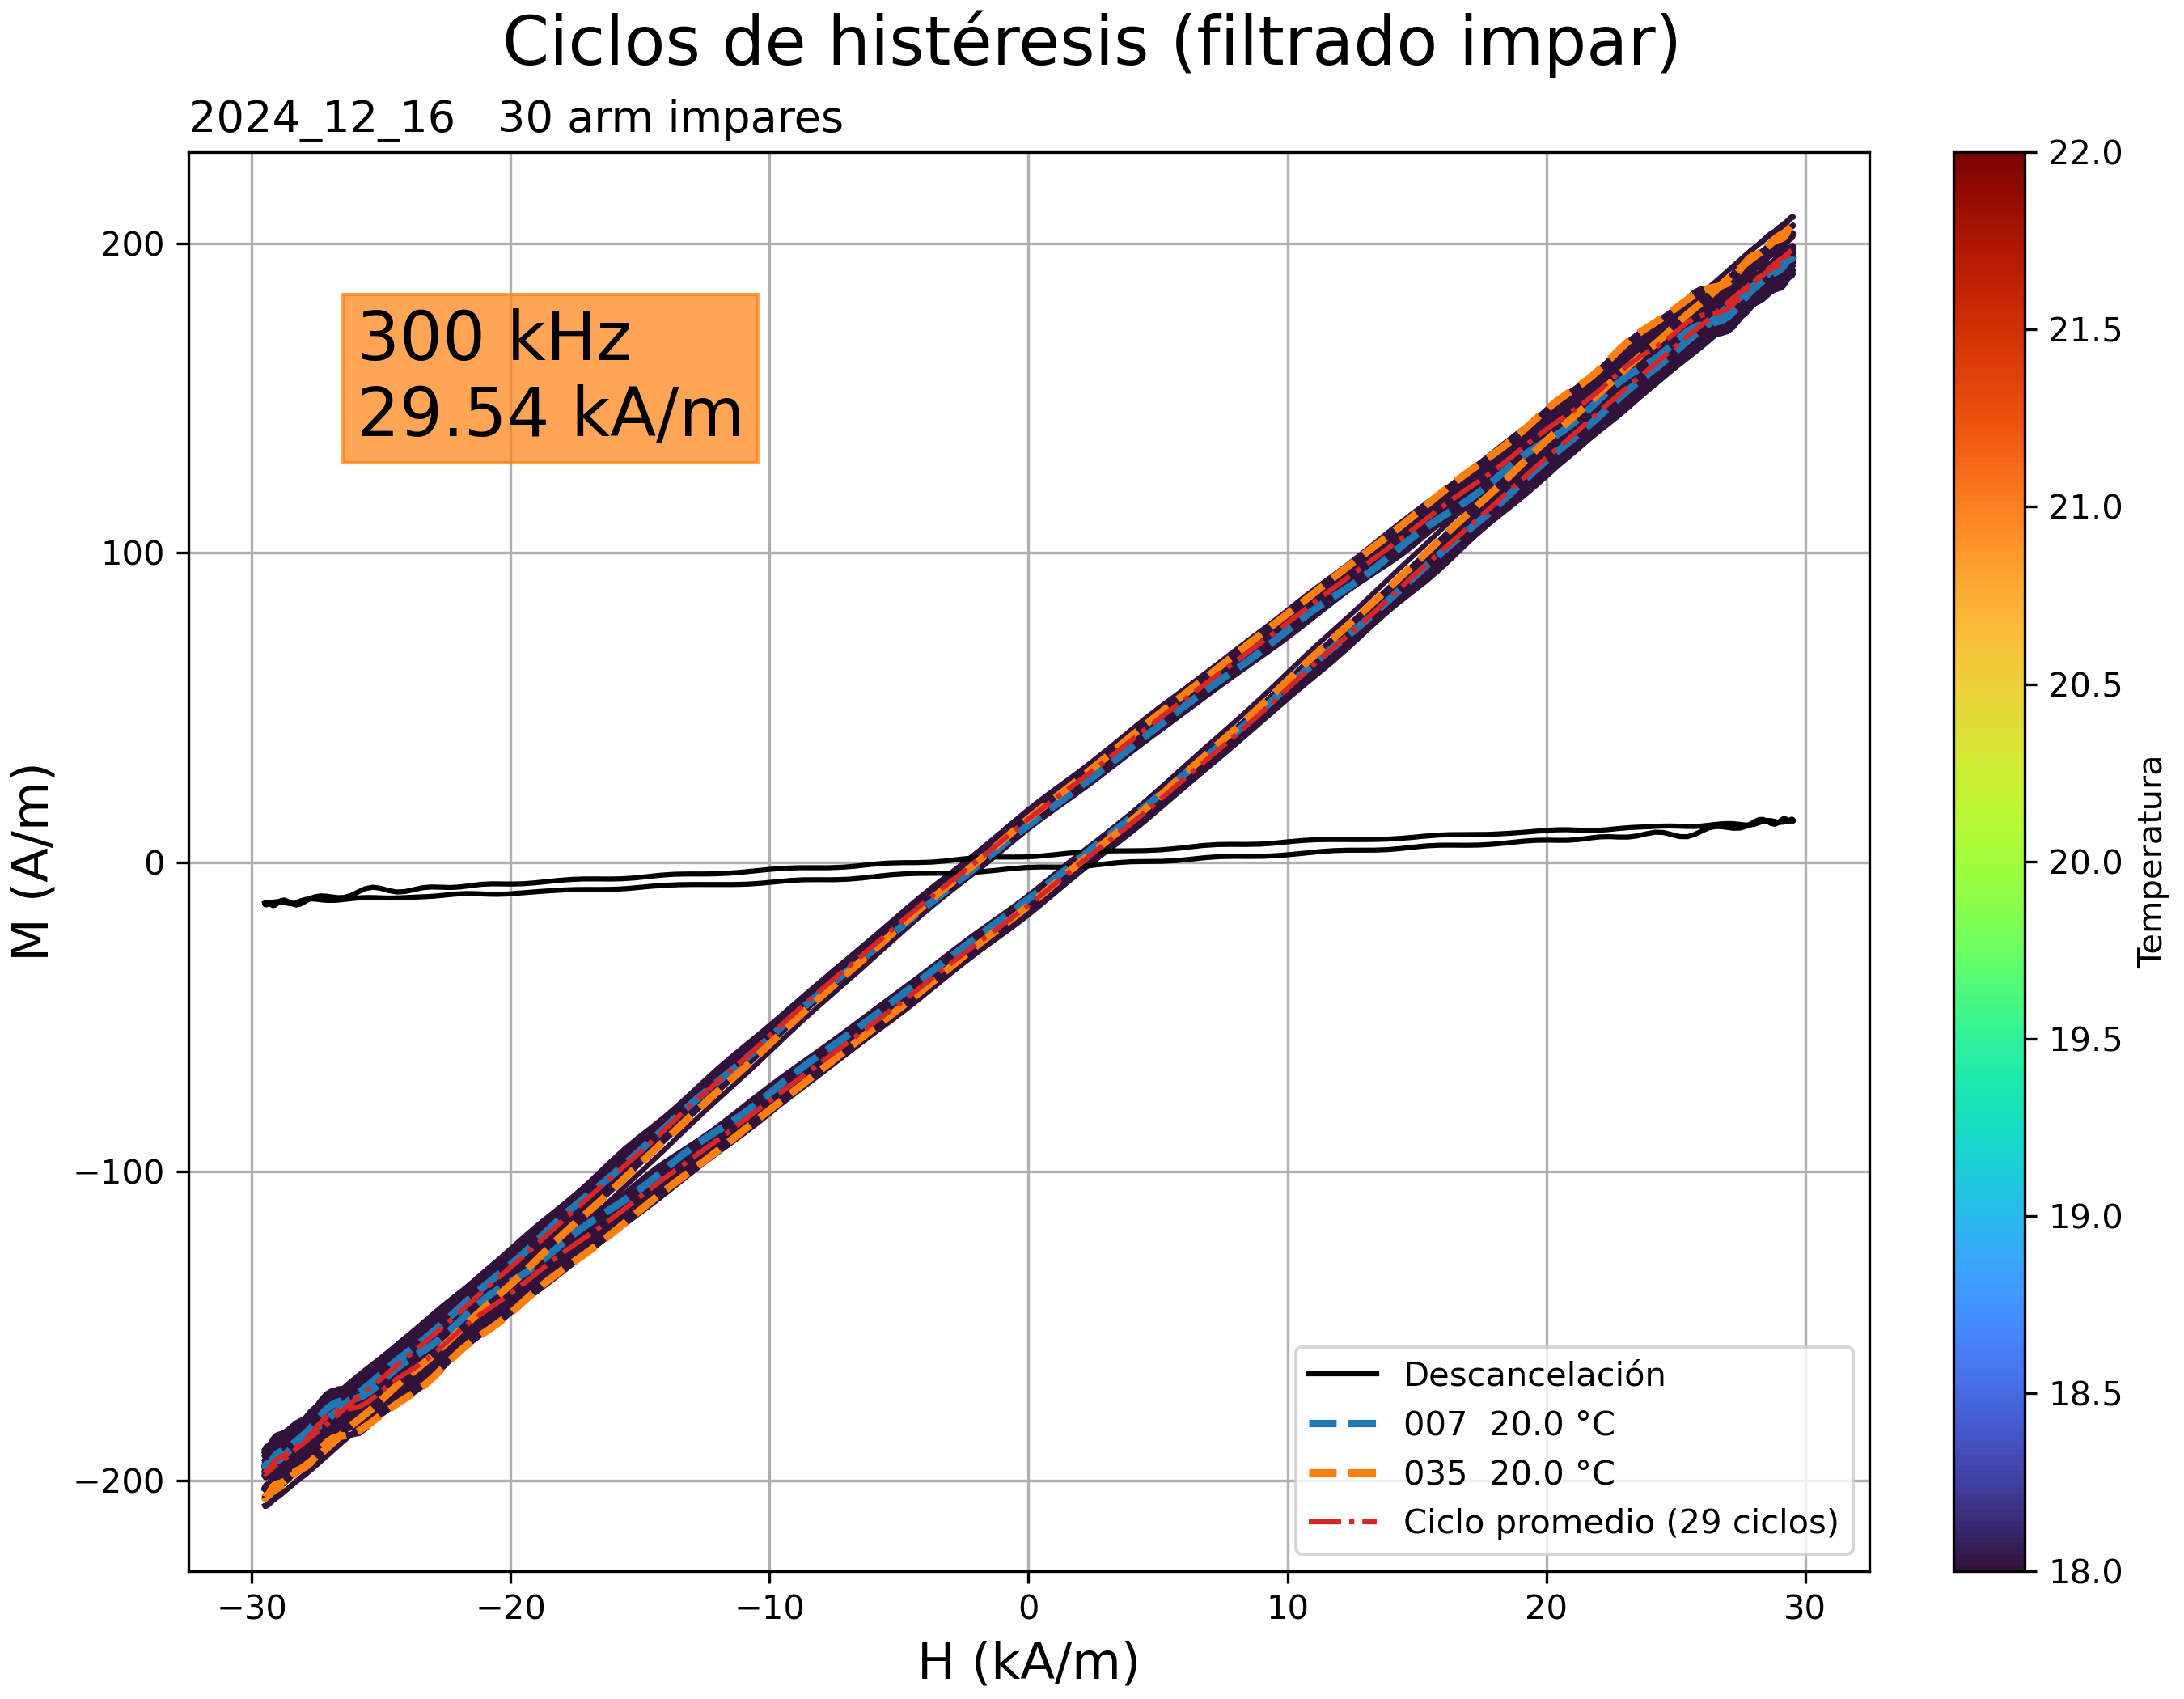 Ciclos de histéresis (filtrado impar)
2024_12_16   30 arm impares
300 kHz
29.54 kA/m
M (A/m)
200
100
0
−100
−200
−30
−20
−10
0
10
20
30
H (kA/m)
Descancelación
007  20.0 °C
035  20.0 °C
Ciclo promedio (29 ciclos)
22.0
21.5
21.0
20.5
20.0
19.5
19.0
18.5
18.0
Temperatura